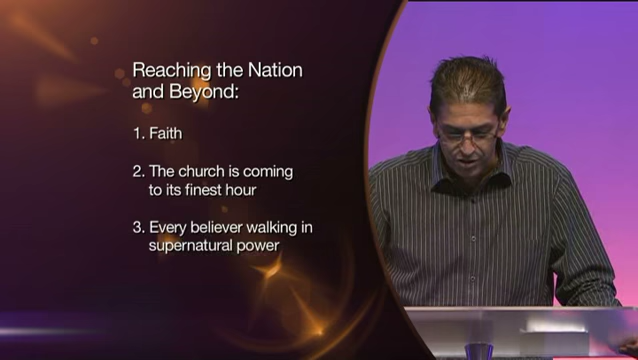 Reaching the Nation
and Beyond:
1. Faith
2. The church is coming
to its finest hour
3. Every believer walking in
supernatural power